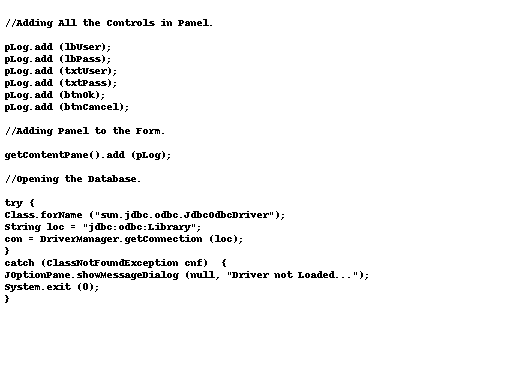 //Adding All the Controls in Panel.
pLog.add (lbUser);
pLog.add (lbPass);
pLog.add (txtUser);
pLog.add (txtPass);
pLog.add (btnOk);
pLog.add (btnCancel);
//Adding Panel to the Form.
getContentPane().add (pLog);
//Opening the Database.
try {
Class.forName ("sun.jdbc.odbc.JdbcOdbcDriver");
String loc = "jdbc:odbc:Library";
con = DriverManager.getConnection (loc);
}
catch (ClassNotFoundException cnf)  {
JOptionPane.showMessageDialog (null, "Driver not Loaded...");
System.exit (0);
}